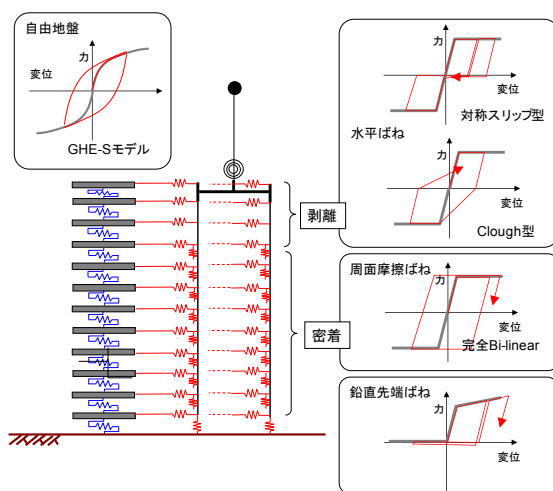 自由地盤
力
変位
GHE-Sモデル
剥離
密着
力
変位
対称スリップ型
水平ばね
力
変位
Clough型
周面摩擦ばね
力
変位
完全Bi-linear
鉛直先端ばね
力
変位